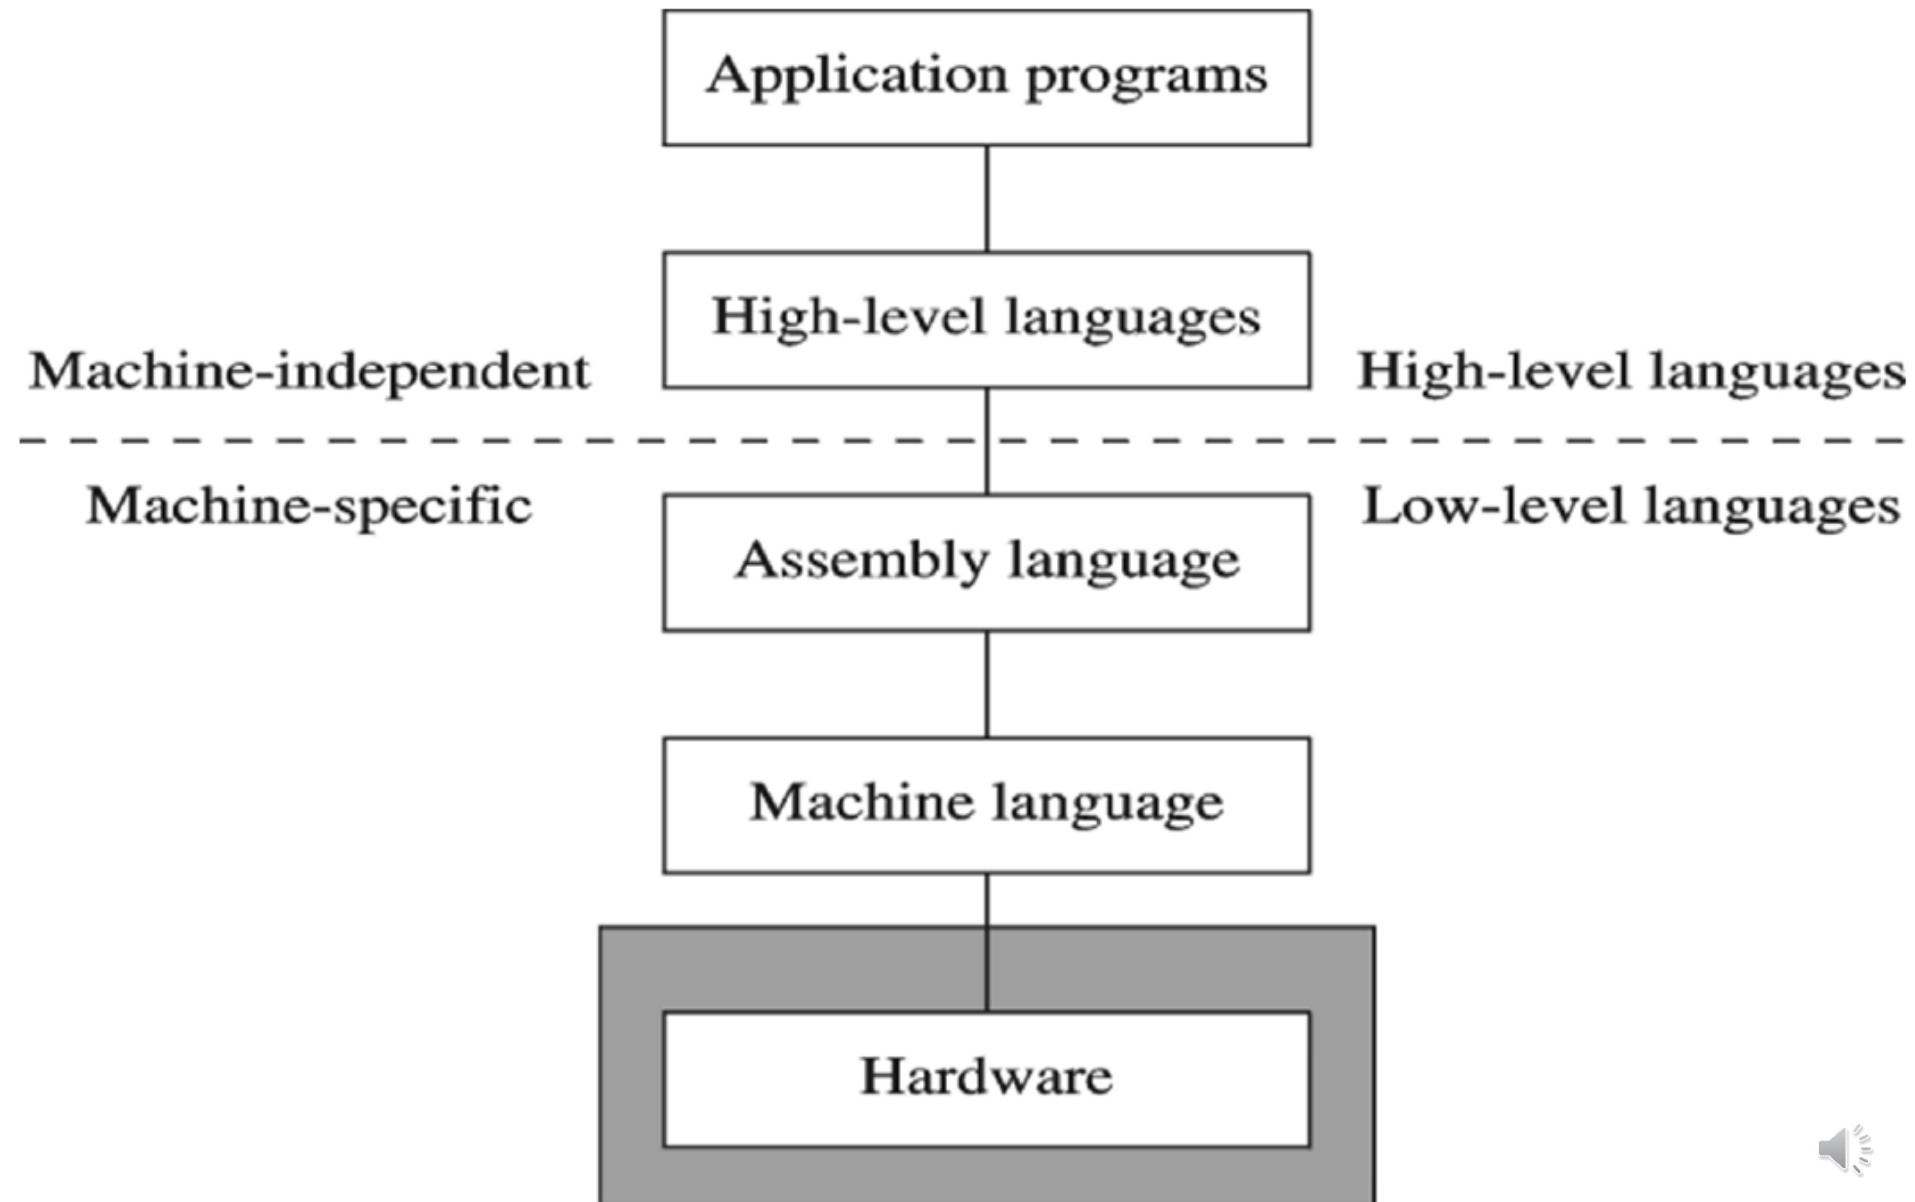 Application programs
High-level languages
Machine-independent
High-level languages
Machine-specific
Low-level languages
Assembly language
Machine language
Hardware